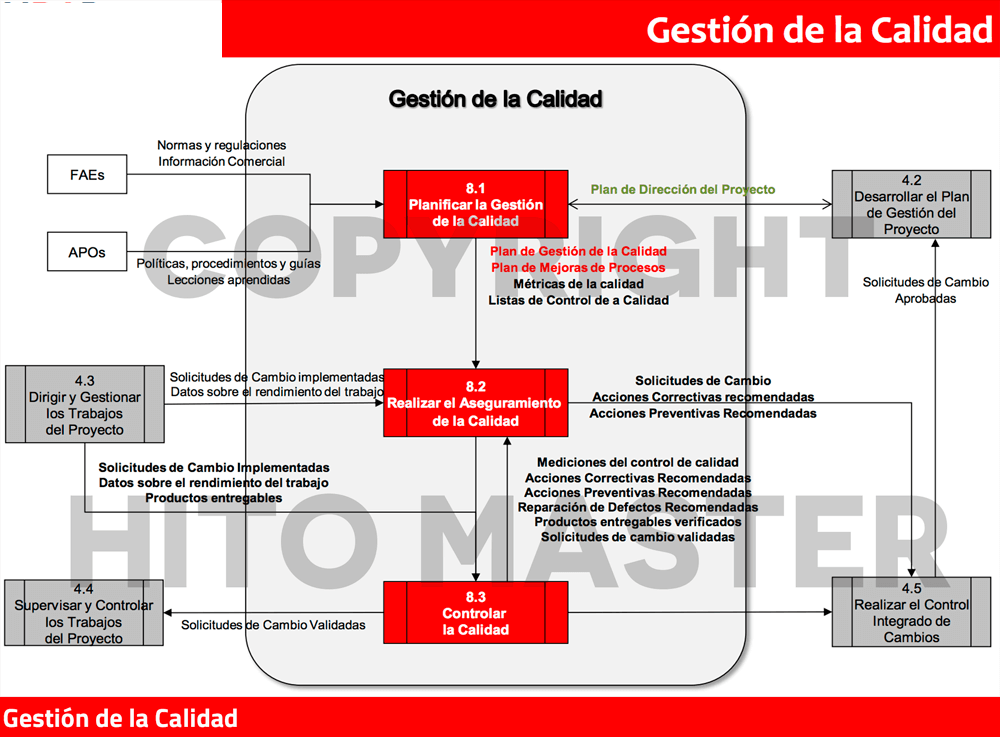 Gestión de la Calidad
Gestión de la Calidad
Normas y regulaciones
Información Comercial
FAEs
APOs
Políticas, procedimientos y guías
Lecciones aprendidas
8.1
Planificar la Gestión
de la Calidad
Plan de Dirección del Proyecto
4.2
Desarrollar el Plan
de Gestión del
Proyecto
COPYRIGHT
Plan de Gestión de la Calidad
Plan de Mejoras de Procesos
Métricas de la calidad
Listas de Control de a Calidad
Solicitudes de Cambio
Aprobadas
4.3
Dirigir y Gestionar
los Trabajos
del Proyecto
Solicitudes de Cambio implementadas
Datos sobre el rendimiento del trabajo
8.2
Realizar el Aseguramiento
de la Calidad
Solicitudes de Cambio
Acciones Correctivas recomendadas
Acciones Preventivas Recomendadas
Solicitudes de Cambio Implementadas
Datos sobre el rendimiento del trabajo
Productos entregables
Mediciones del control de calidad
Acciones Correctivas Recomendadas
Acciones Preventivas Recomendadas
Reparación de Defectos Recomendadas
Productos entregables verificados
Solicitudes de cambio validadas
HITO MASTER
4.4
Supervisar y Controlar
los Trabajos
del Proyecto
Solicitudes de Cambio Validadas
8.3
Controlar
la Calidad
4.5
Realizar el Control
Integrado de
Cambios
Gestión de la Calidad